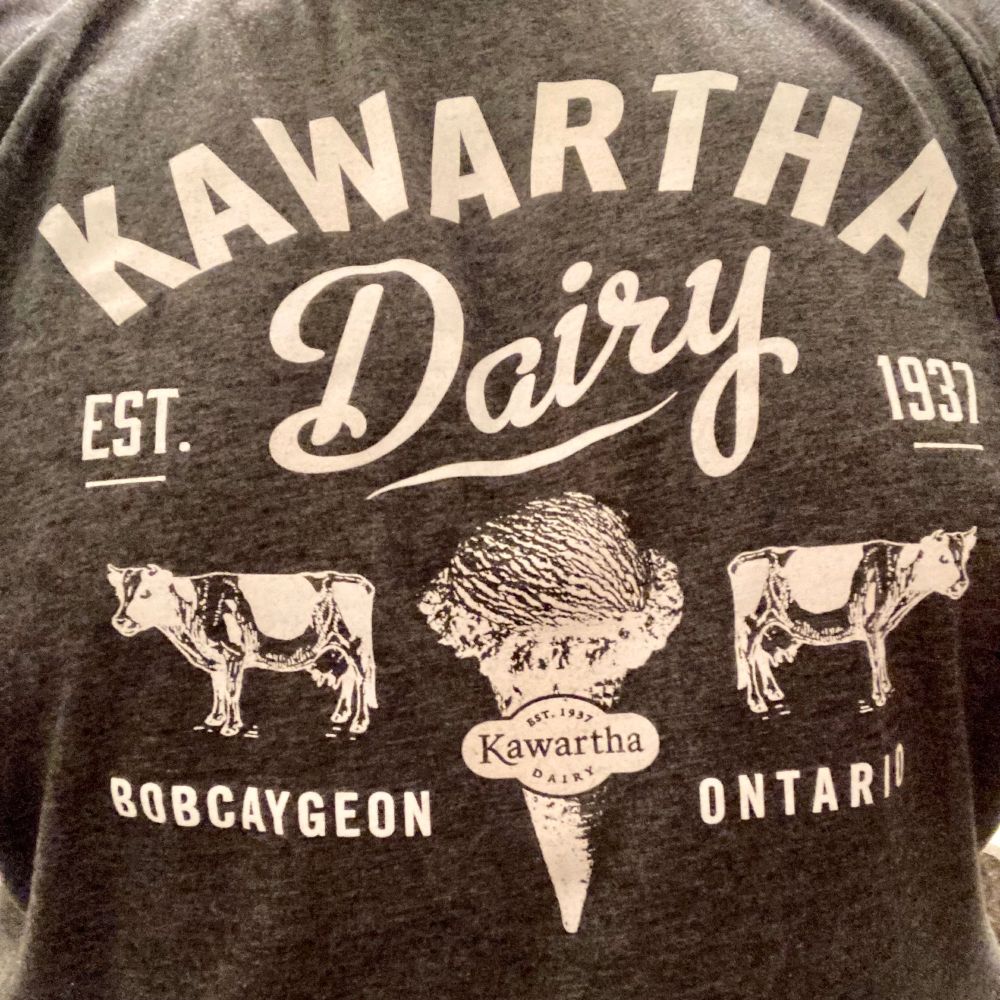 KAWARTHA
Dairy
EST. 1937
EST. 1937
Kawartha
DAIRY
BOBCAYGEON ONTARIO